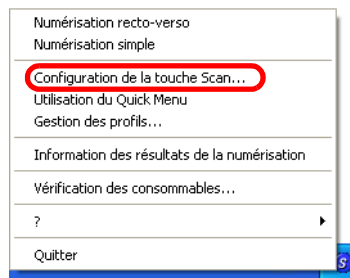 Numérisation recto-verso
Numérisation simple
Configuration de la touche Scan...
Utilisation du Quick Menu
Gestion des profils...
Information des résultats de la numérisation
Vérification des consommables...
?
Quitter
S